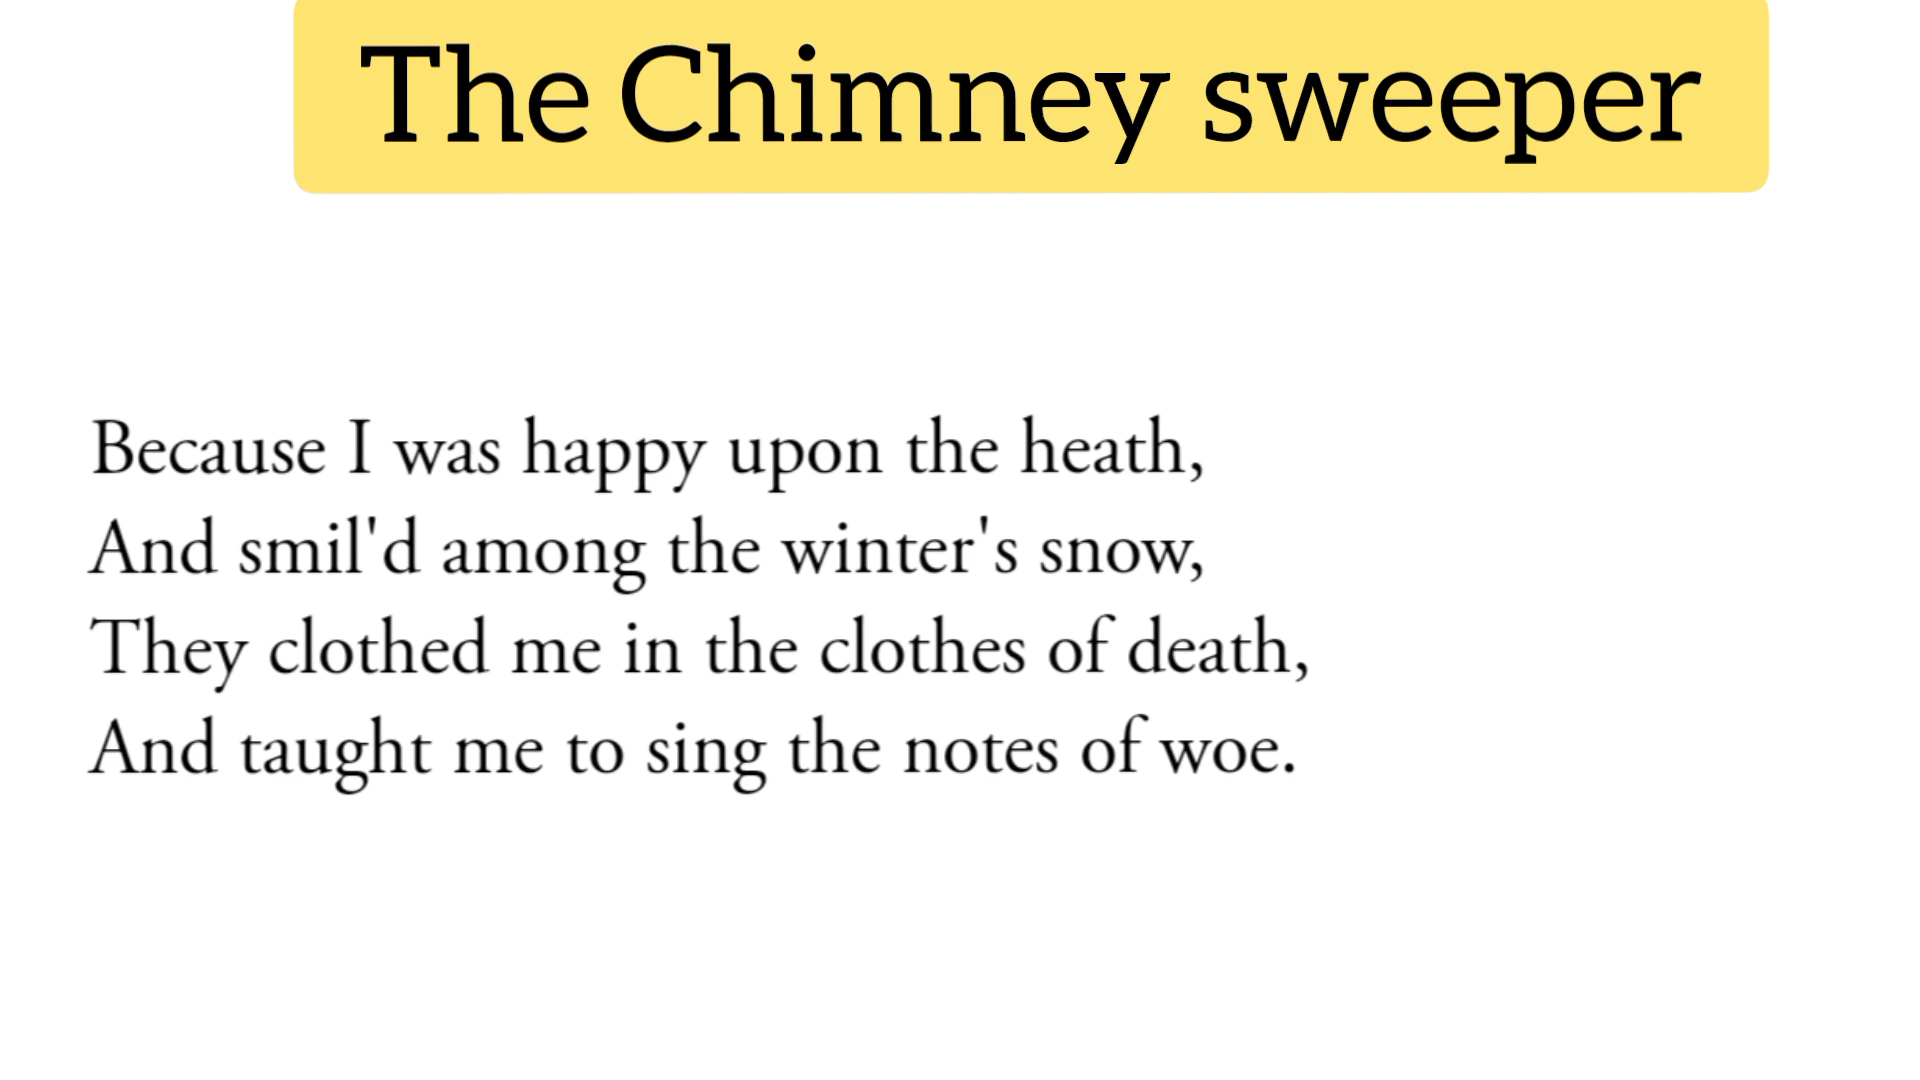 The Chimney sweeper
Because I was happy upon the heath,
And smil'd among the winter's snow,
They clothed me in the clothes of death,
And taught me to sing the notes of woe.